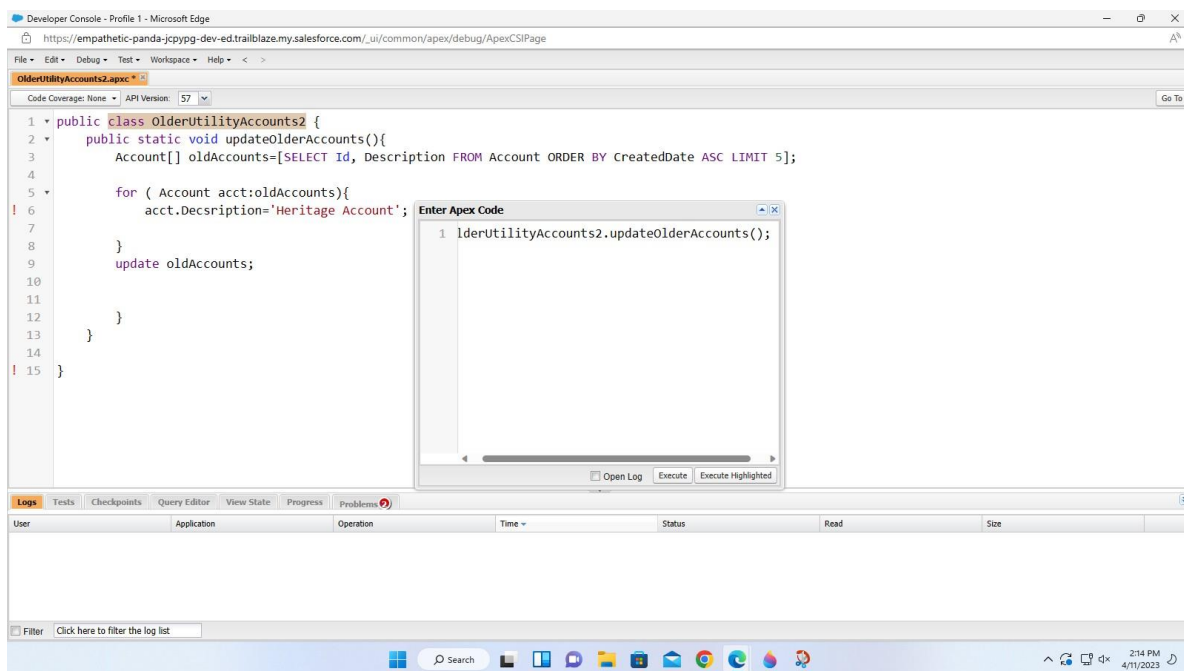 Developer Console - Profile 1 - Microsoft Edge
https://empathetic-panda-jcpypg-dev-ed.trailblaze.my.salesforce.com/_ui/common/apex/debug/ApexCSIPage
File Edit Debug Test Workspace Help < >
OlderUtilityAccounts2.apxc *
Code Coverage: None API Version: 57 Go To
1 public class OlderUtilityAccounts2 {
2 public static void updateOlderAccounts(){
3 Account[] oldAccounts=[SELECT Id, Description FROM Account ORDER BY CreatedDate ASC LIMIT 5];
4
5 for ( Account acct:oldAccounts){
! 6 acct.Decsription='Heritage Account';
7
8 }
9 update oldAccounts;
10
11
12 }
13 }
14
! 15 }
Enter Apex Code
1 lderUtilityAccounts2.updateOlderAccounts();
Open Log Execute Execute Highlighted
Logs Tests Checkpoints Query Editor View State Progress Problems 2
User Application Operation Time Status Read Size
Filter Click here to filter the log list
Search
2:14 PM
4/11/2023